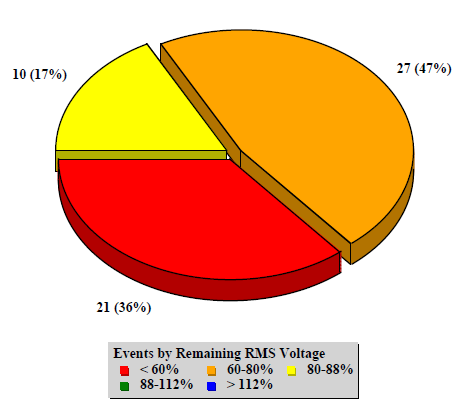 27 (47%)
10 (17%)
21 (36%)
Events by Remaining RMS Voltage
< 60% 60-80% 80-88%
88-112% > 112%